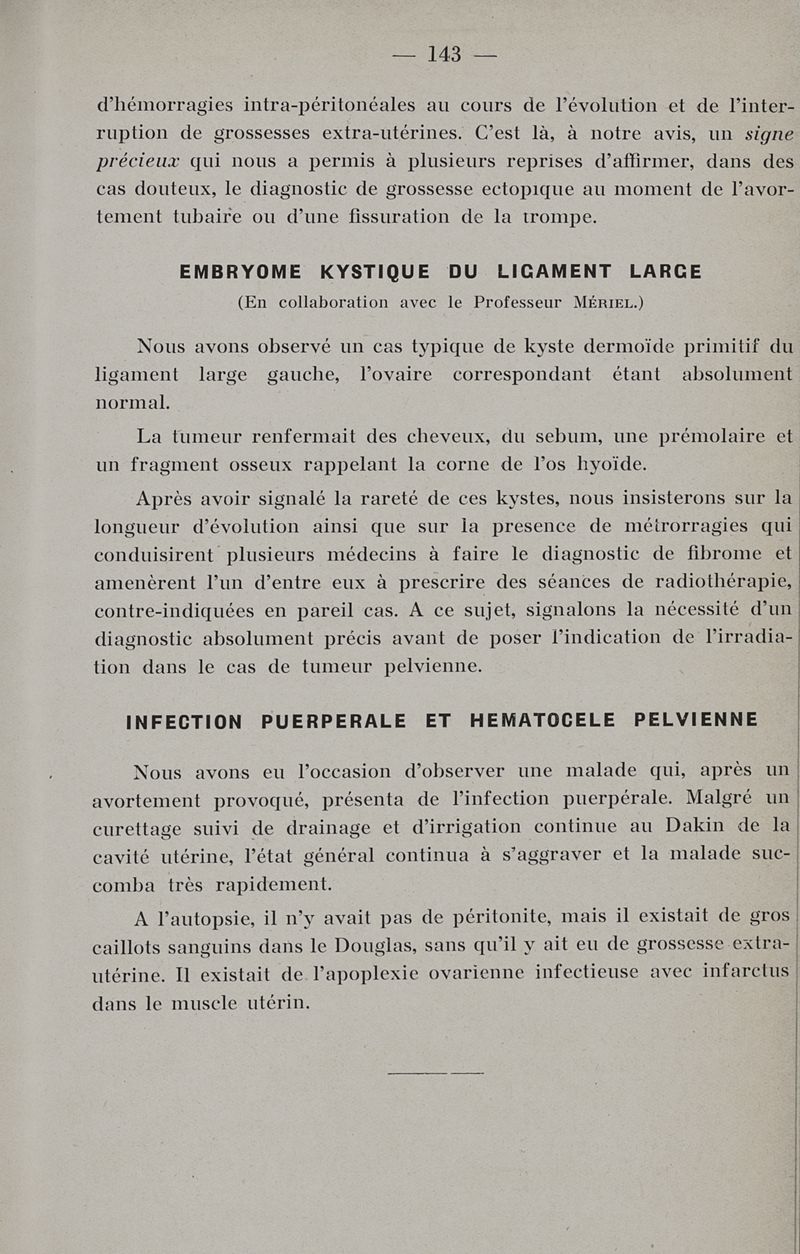 — 143 —
d'hémorragies intra-péritonéales au cours de l'évolution et de l'inter-
ruption de grossesses extra-utérines. C'est là, à notre avis, un signe
précieux qui nous a permis à plusieurs reprises d'affirmer, dans des
cas douteux, le diagnostic de grossesse ectopique au moment de l'avor-
tement tubaire ou d'une fissuration de la trompe.
EMBRYOME KYSTIQUE DU LIGAMENT LARGE
(En collaboration avec le Professeur MÉRIEL.)
Nous avons observé un cas typique de kyste dermoïde primitif du
ligament large gauche, l'ovaire correspondant étant absolument
normal.
La tumeur renfermait des cheveux, du sebum, une prémolaire et
un fragment osseux rappelant la corne de l'os hyoïde.
Après avoir signalé la rareté de ces kystes, nous insisterons sur la
longueur d'évolution ainsi que sur la presence de métrorragies qui
conduisirent plusieurs médecins à faire le diagnostic de fibrome et
amenèrent l'un d'entre eux à prescrire des séances de radiothérapie,
contre-indiquées en pareil cas. A ce sujet, signalons la nécessité d'un
diagnostic absolument précis avant de poser l'indication de l'irradia-
tion dans le cas de tumeur pelvienne.
INFECTION PUERPERALE ET HEMATOCELE PELVIENNE
Nous avons eu l'occasion d'observer une malade qui, après un
avortement provoqué, présenta de l'infection puerpérale. Malgré un
curettage suivi de drainage et d'irrigation continue au Dakin de la
cavité utérine, l'état général continua à s'aggraver et la malade suc-
comba très rapidement.
A l'autopsie, il n'y avait pas de péritonite, mais il existait de gros
caillots sanguins dans le Douglas, sans qu'il y ait eu de grossesse extra-
utérine. Il existait de l'apoplexie ovarienne infectieuse avec infarctus
dans le muscle utérin.